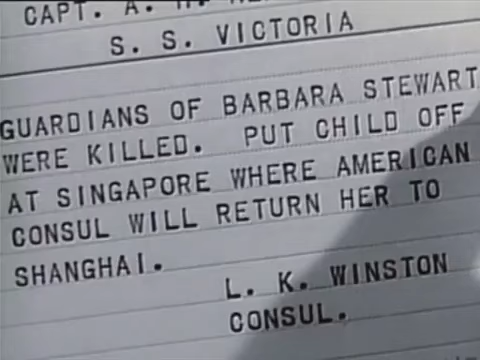 CAPT. A. H.
S. S. VICTORIA
GUARDIANS OF BARBARA STEWART
WERE KILLED. PUT CHILD OFF
AT SINGAPORE WHERE AMERICAN
CONSUL WILL RETURN HER TO
SHANGHAI.
L. K. WINSTON
CONSUL.